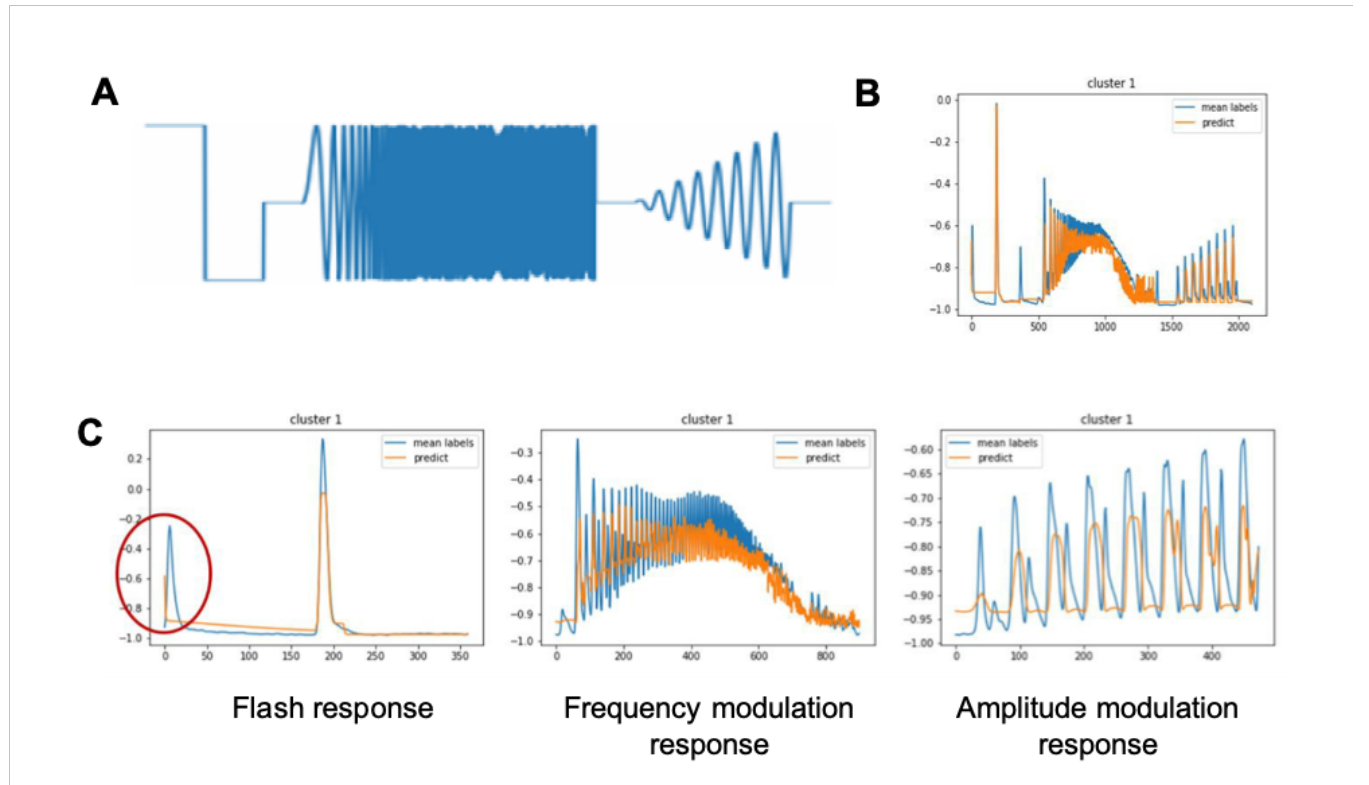 A
B
cluster 1
mean labels
predict
0.0
−0.2
−0.4
−0.6
−0.8
−1.0
0
500
1000
1500
2000
C
cluster 1
mean labels
predict
0.2
0.0
−0.2
−0.4
−0.6
−0.8
−1.0
0
50
100
150
200
250
300
350
cluster 1
mean labels
predict
−0.3
−0.4
−0.5
−0.6
−0.7
−0.8
−0.9
−1.0
0
200
400
600
800
cluster 1
mean labels
predict
−0.60
−0.65
−0.70
−0.75
−0.80
−0.85
−0.90
−0.95
−1.00
0
100
200
300
400
Flash response
Frequency modulation
response
Amplitude modulation
response